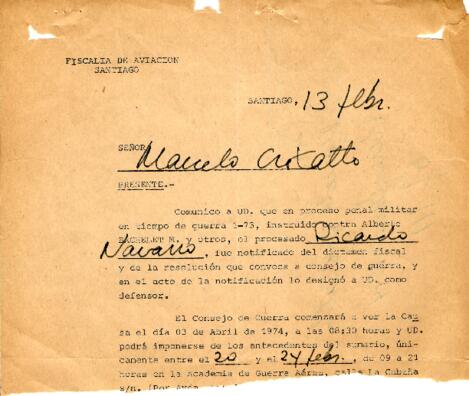 FISCALIA DE AVIACION
SANTIAGO
SANTIAGO, 13 febr.
SEÑOR
Marcelo Cibatto
PRESENTE.-
Comunico a UD. que en proceso penal militar
en tiempo de guerra 1-73, instruido contra Alberto
BACHELET M. y otros, el procesado Ricardo
Navarro, fue notificado del dictamen fiscal
y de la resolución que convoca a consejo de guerra, y
en el acto de la notificación lo designó a UD. como
defensor.
El Consejo de Guerra comenzará a ver la Cau
sa el día 03 de Abril de 1974, a las 08:30 horas y UD.
podrá imponerse de los antecedentes del sumario, úni-
camente entre el 20 y el 24 febr. de 09 a 21
horas en la Academia de Guerra Aérea, calle La Cabaña
s/n. (Por